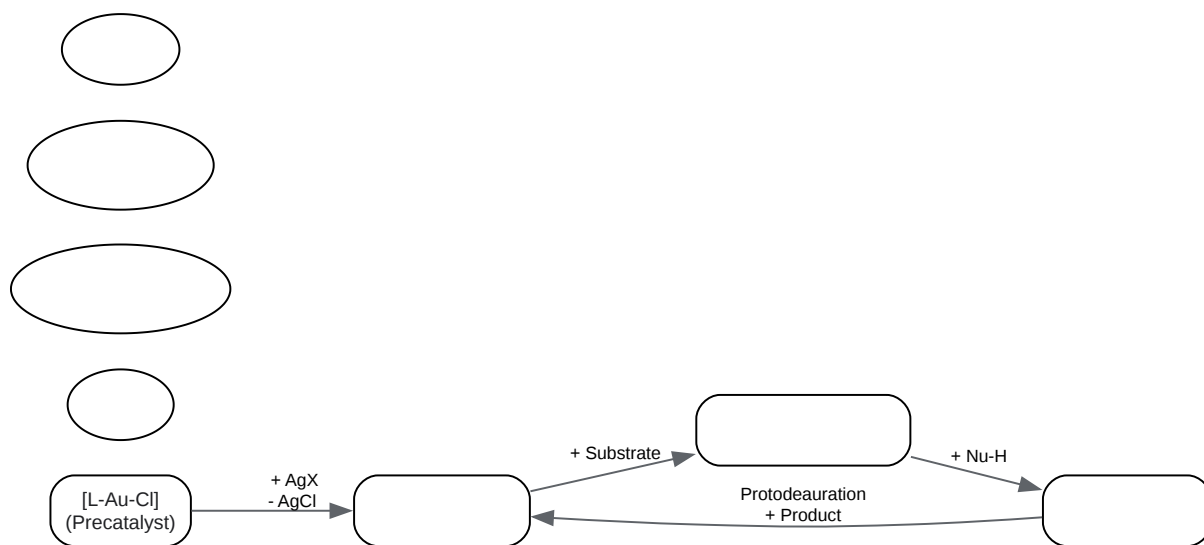 + Substrate
+ Nu-H
+ AgX
- AgCl
[L-Au-Cl]
(Precatalyst)
Protodeauration
+ Product